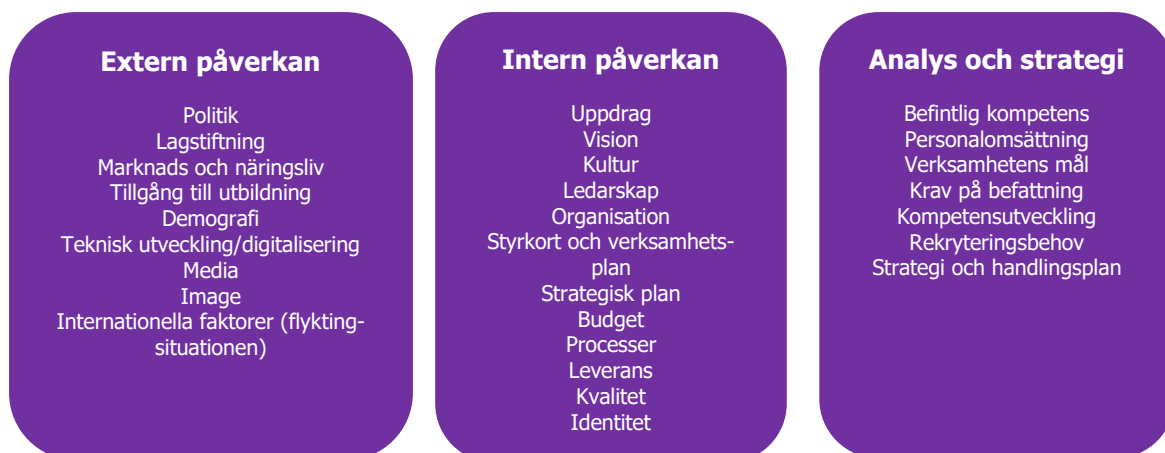 Extern påverkan
Politik
Lagstiftning
Marknads och näringsliv
Tillgång till utbildning
Demografi
Teknisk utveckling/digitalisering
Media
Image
Internationella faktorer (flykting-
situationen)
Intern påverkan
Uppdrag
Vision
Kultur
Ledarskap
Organisation
Styrkort och verksamhets-
plan
Strategisk plan
Budget
Processer
Leverans
Kvalitet
Identitet
Analys och strategi
Befintlig kompetens
Personalomsättning
Verksamhetens mål
Krav på befattning
Kompetensutveckling
Rekryteringsbehov
Strategi och handlingsplan